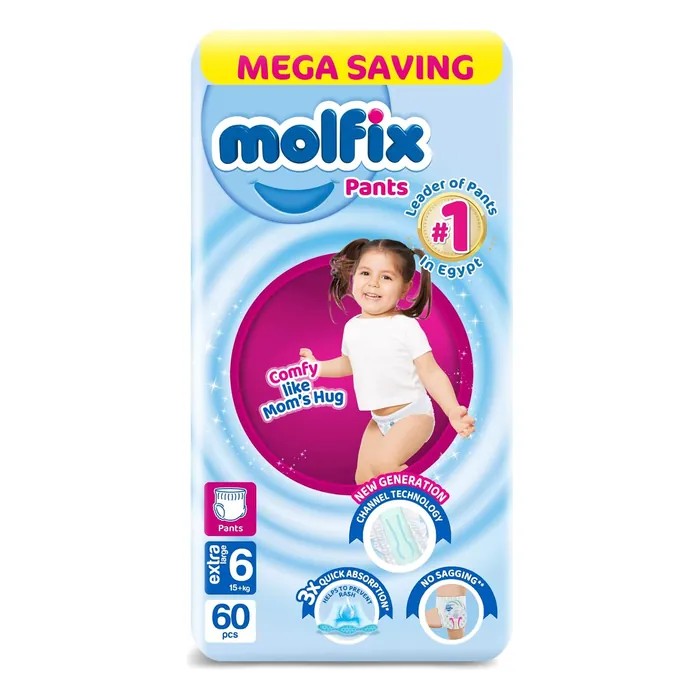 MEGA SAVING
molfix
Pants
Leader of Pants
#1
in Egypt
Comfy
like
Mom's Hug
NEW GENERATION
CHANNEL TECHNOLOGY
Pants
extra
large
6
15+kg
3X QUICK ABSORPTION*
HELPS TO PREVENT
RASH
NO SAGGING**
60
pcs